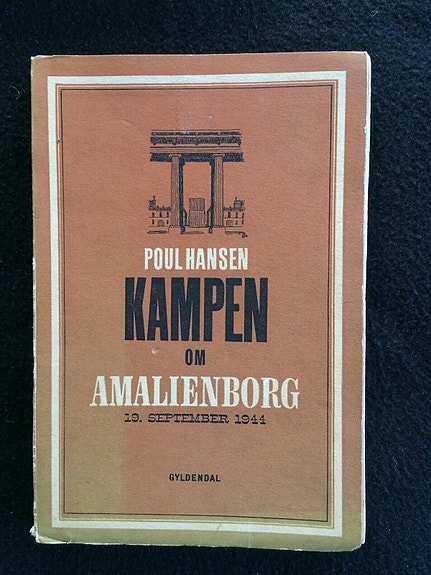 POUL HANSEN
KAMPEN
OM
AMALIENBORG
19. SEPTEMBER 1944
GYLDENDAL